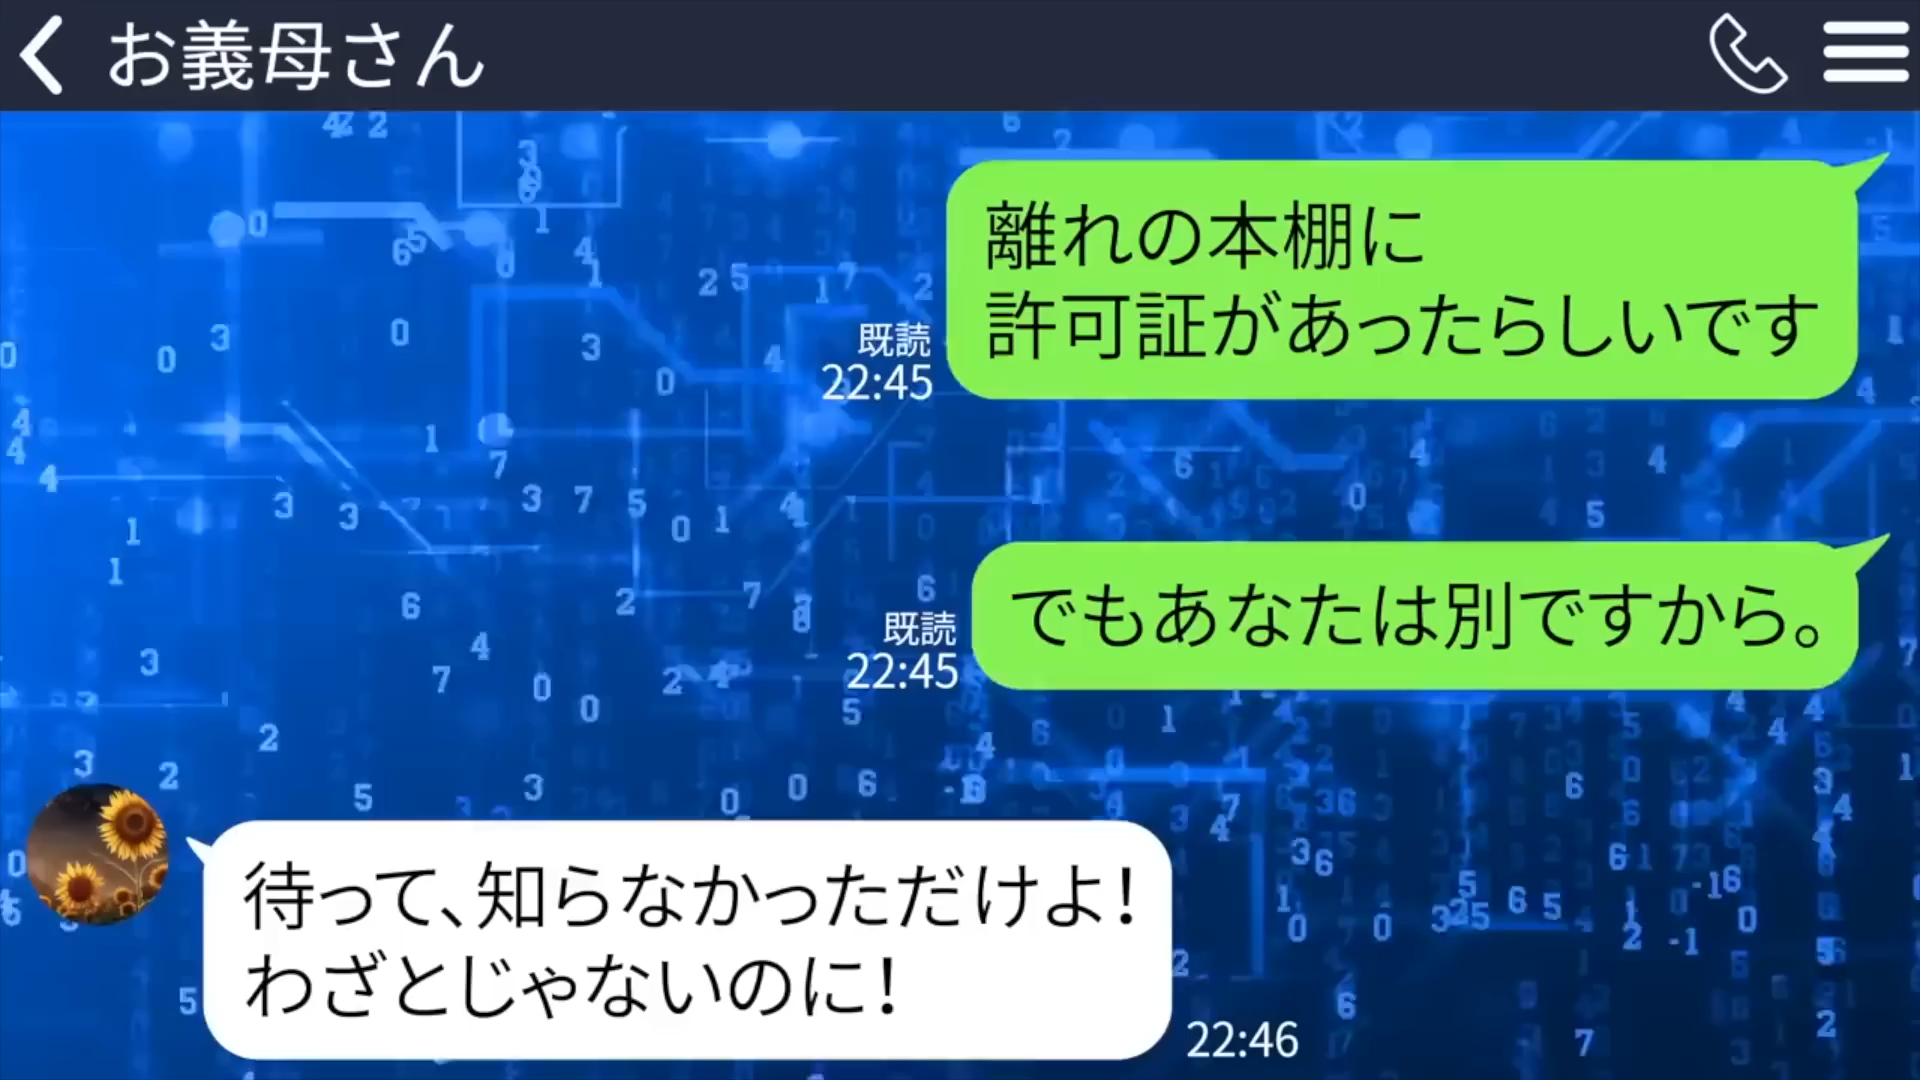 お義母さん
離れの本棚に
許可証があったらしいです
既読
22:45
でもあなたは別ですから。
既読
22:45
待って、知らなかっただけよ！
わざとじゃないのに！
22:46